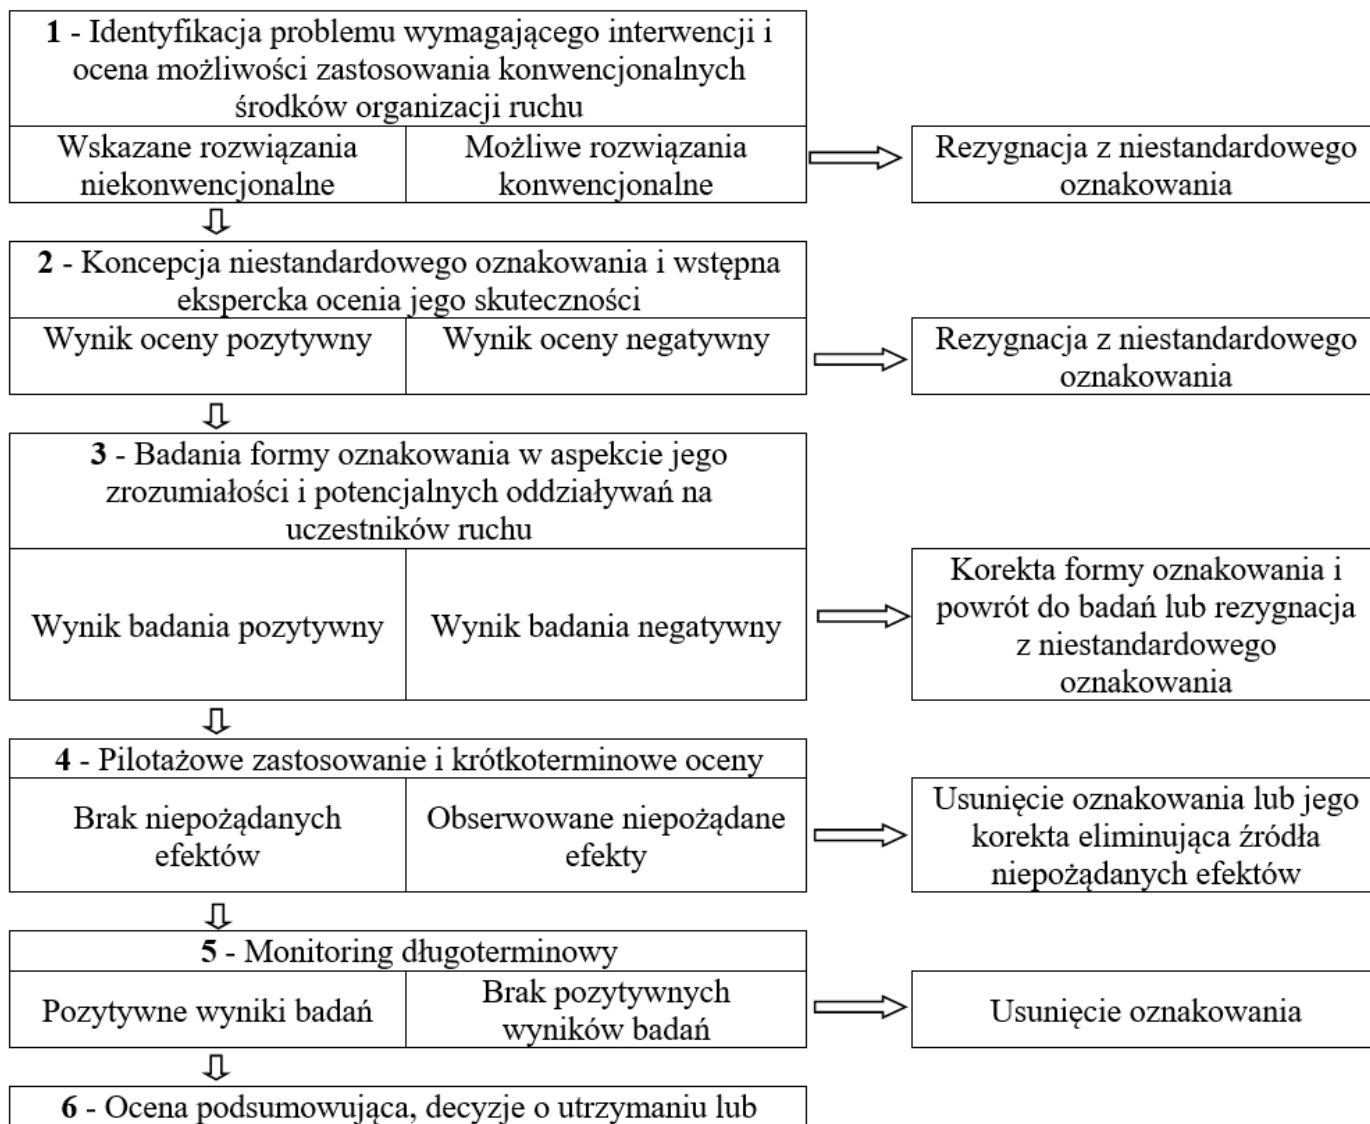 1 - Identyfikacja problemu wymagającego interwencji i
ocena możliwości zastosowania konwencjonalnych
środków organizacji ruchu
Wskazane rozwiązania
niekonwencjonalne
Możliwe rozwiązania
konwencjonalne
Rezygnacja z niestandardowego
oznakowania
2 - Koncepcja niestandardowego oznakowania i wstępna
ekspercka ocenia jego skuteczności
Wynik oceny pozytywny
Wynik oceny negatywny
Rezygnacja z niestandardowego
oznakowania
3 - Badania formy oznakowania w aspekcie jego
zrozumiałości i potencjalnych oddziaływań na
uczestników ruchu
Wynik badania pozytywny
Wynik badania negatywny
Korekta formy oznakowania i
powrót do badań lub rezygnacja
z niestandardowego
oznakowania
4 - Pilotażowe zastosowanie i krótkoterminowe oceny
Brak niepożądanych
efektów
Obserwowane niepożądane
efekty
Usunięcie oznakowania lub jego
korekta eliminująca źródła
niepożądanych efektów
5 - Monitoring długoterminowy
Pozytywne wyniki badań
Brak pozytywnych
wyników badań
Usunięcie oznakowania
6 - Ocena podsumowująca, decyzje o utrzymaniu lub